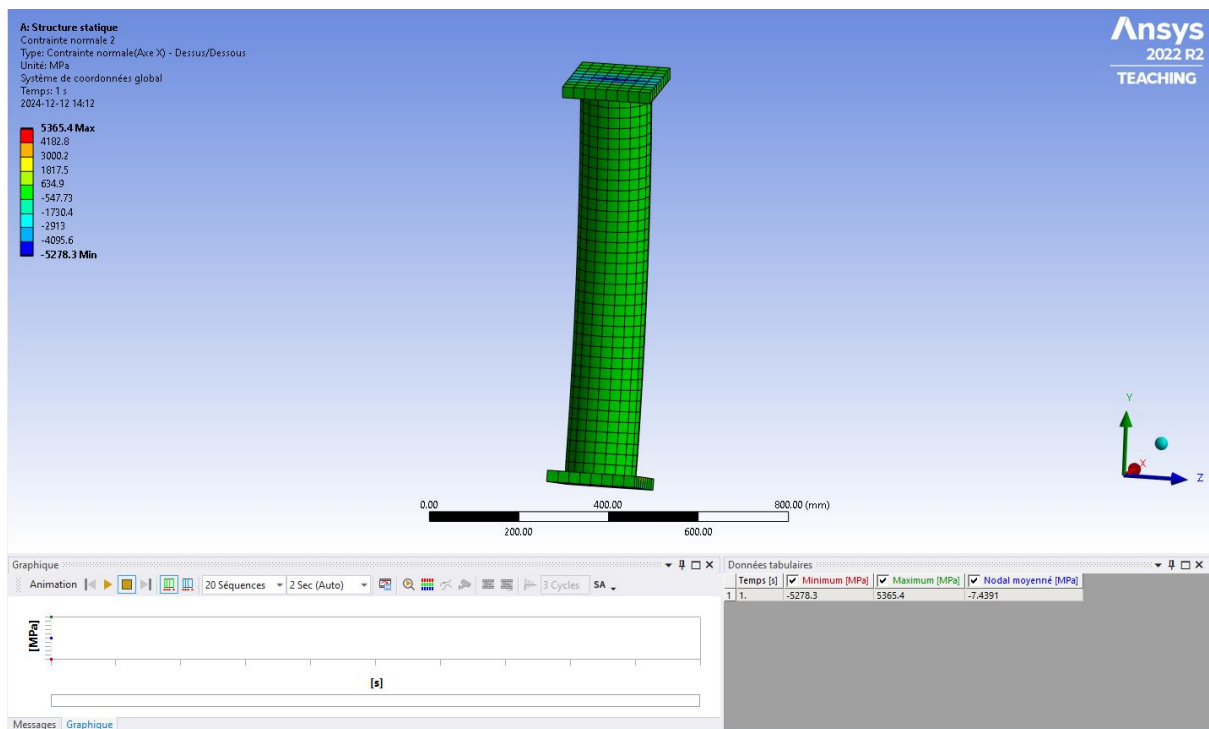 A: Structure statique
Contrainte normale 2
Type: Contrainte normale(Axe X) - Dessus/Dessous
Unité: MPa
Système de coordonnées global
Temps: 1 s
2024-12-12 14:12
5365.4 Max
4182.8
3000.2
1817.5
634.9
-547.73
-1730.4
-2913
-4095.6
-5278.3 Min
Ansys
2022 R2
TEACHING
Y
X
Z
0.00 400.00 800.00 (mm)
200.00 600.00
Graphique
Animation 20 Séquences 2 Sec (Auto) 3 Cycles SA
[MPa]
[s]
Messages Graphique
Données tabulaires
Temps [s] Minimum [MPa] Maximum [MPa] Nodal moyenné [MPa]
1 1. -5278.3 5365.4 -7.4391